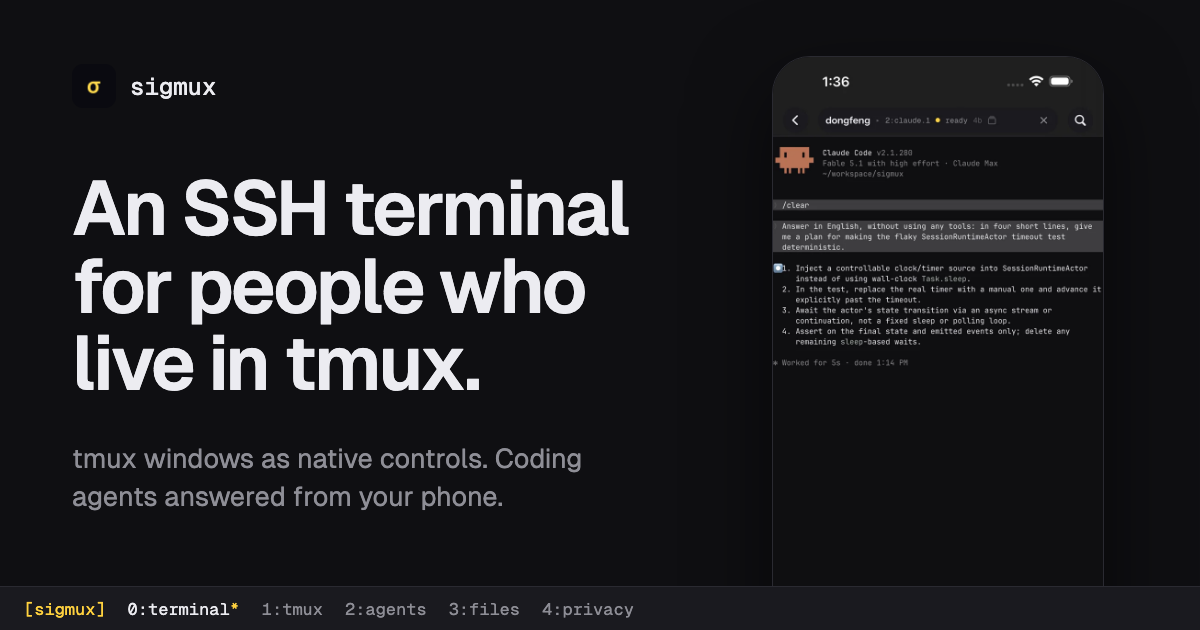 σ sigmux
An SSH terminal
for people who
live in tmux.
tmux windows as native controls. Coding
agents answered from your phone.
1:36
dongfeng · 2:claude.1 ● ready 4b
Claude Code v2.1.280
Fable 5.1 with high effort · Claude Max
~/workspace/sigmux
/clear
Answer in English, without using any tools: in four short lines, give
me a plan for making the flaky SessionRuntimeActor timeout test
deterministic.
1. Inject a controllable clock/timer source into SessionRuntimeActor
instead of using wall-clock Task.sleep.
2. In the test, replace the real timer with a manual one and advance it
explicitly past the timeout.
3. Await the actor's state transition via an async stream or
continuation, not a fixed sleep or polling loop.
4. Assert on the final state and emitted events only; delete any
remaining sleep-based waits.
Worked for 5s · done 1:14 PM
[sigmux] 0:terminal* 1:tmux 2:agents 3:files 4:privacy